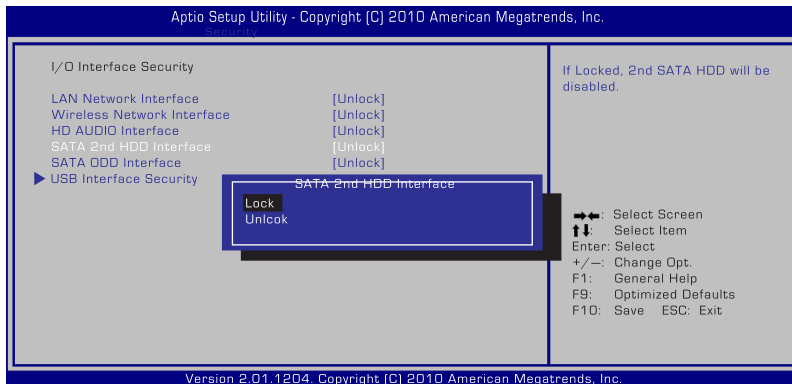 Aptio Setup Utility - Copyright (C) 2010 American Megatrends, Inc.
Security
I/O Interface Security
LAN Network Interface [Unlock]
Wireless Network Interface [Unlock]
HD AUDIO Interface [Unlock]
SATA 2nd HDD Interface [Unlock]
SATA ODD Interface [Unlock]
USB Interface Security
SATA 2nd HDD Interface
Lock
Unlcok
If Locked, 2nd SATA HDD will be
disabled.
→←: Select Screen
↑↓: Select Item
Enter: Select
+/—: Change Opt.
F1: General Help
F9: Optimized Defaults
F10: Save ESC: Exit
Version 2.01.1204. Copyright (C) 2010 American Megatrends, Inc.